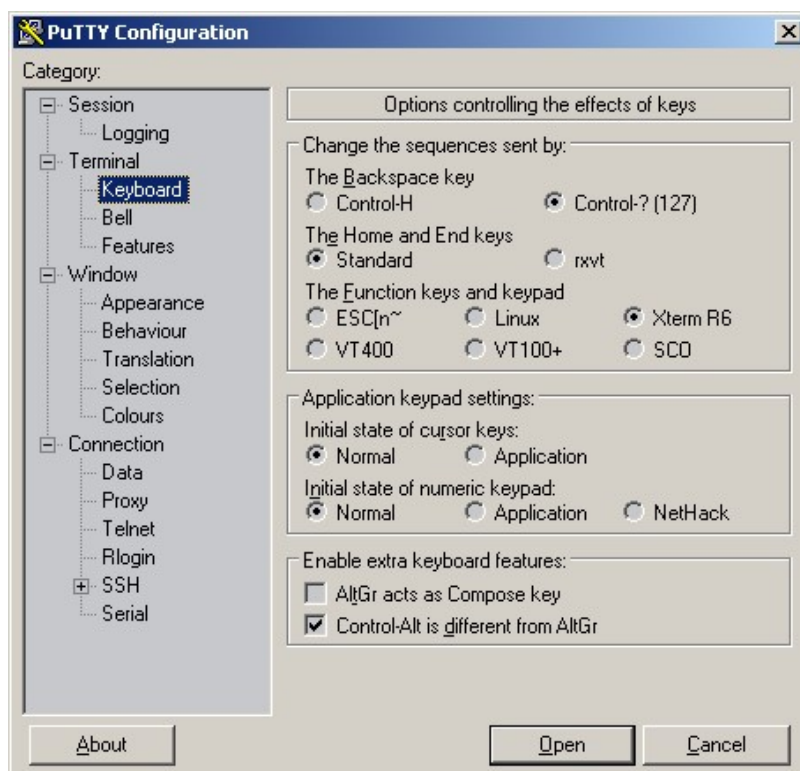 PuTTY Configuration
Category:
Session
Logging
Terminal
Keyboard
Bell
Features
Window
Appearance
Behaviour
Translation
Selection
Colours
Connection
Data
Proxy
Telnet
Rlogin
SSH
Serial
Options controlling the effects of keys
Change the sequences sent by:
The Backspace key
Control-H Control-? (127)
The Home and End keys
Standard rxvt
The Function keys and keypad
ESC[n~ Linux Xterm R6
VT400 VT100+ SCO
Application keypad settings:
Initial state of cursor keys:
Normal Application
Initial state of numeric keypad:
Normal Application NetHack
Enable extra keyboard features:
AltGr acts as Compose key
Control-Alt is different from AltGr
About Open Cancel